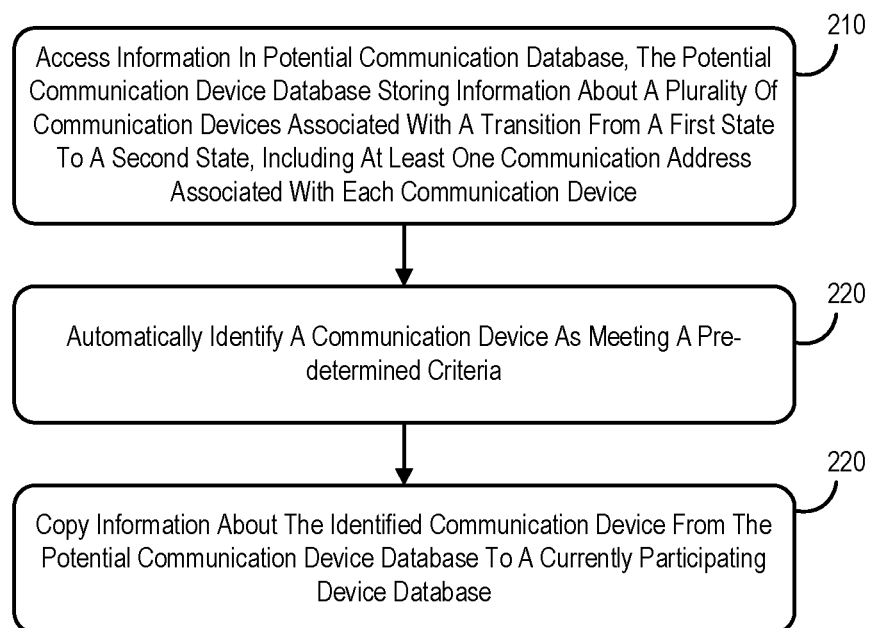 210
Access Information In Potential Communication Database, The Potential
Communication Device Database Storing Information About A Plurality Of
Communication Devices Associated With A Transition From A First State
To A Second State, Including At Least One Communication Address
Associated With Each Communication Device
220
Automatically Identify A Communication Device As Meeting A Pre-
determined Criteria
220
Copy Information About The Identified Communication Device From The
Potential Communication Device Database To A Currently Participating
Device Database